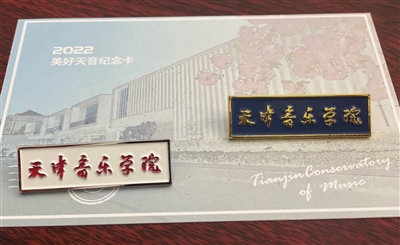 2022
美好天音纪念卡
天津音乐学院
天津音乐学院
Tianjin Conservatory
of Music